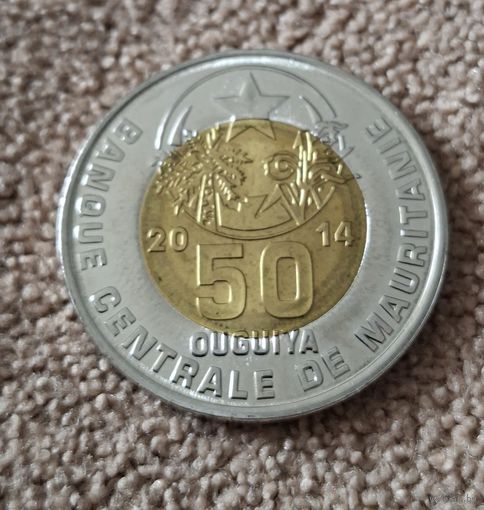 BANQUE CENTRALE DE MAURITANIE
20 14
50
OUGUIYA